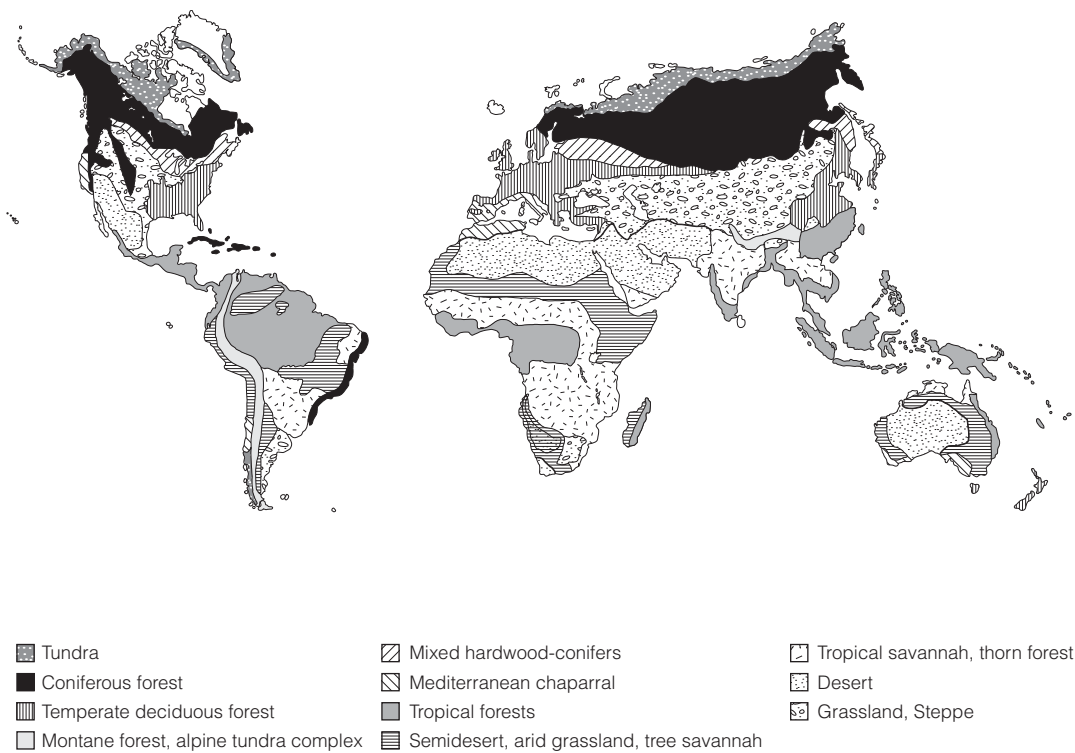 Tundra
Coniferous forest
Temperate deciduous forest
Montane forest, alpine tundra complex
Mixed hardwood-conifers
Mediterranean chaparral
Tropical forests
Semidesert, arid grassland, tree savannah
Tropical savannah, thorn forest
Desert
Grassland, Steppe